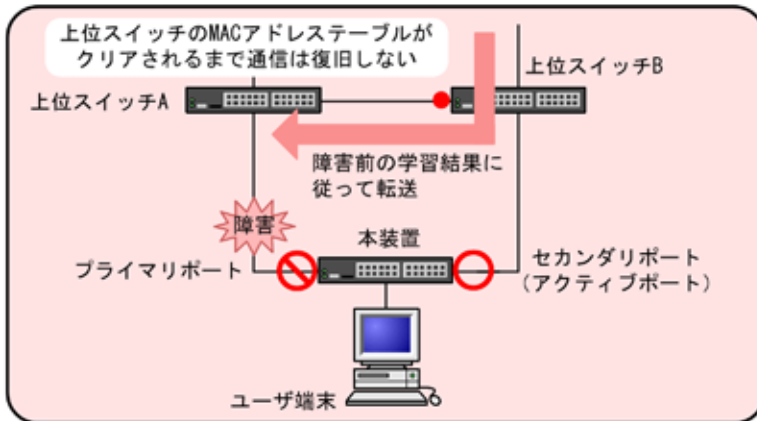 上位スイッチのMACアドレステーブルが
クリアされるまで通信は復旧しない
上位スイッチA
上位スイッチB
障害前の学習結果に
従って転送
障害
本装置
プライマリポート
セカンダリポート
(アクティブポート)
ユーザ端末